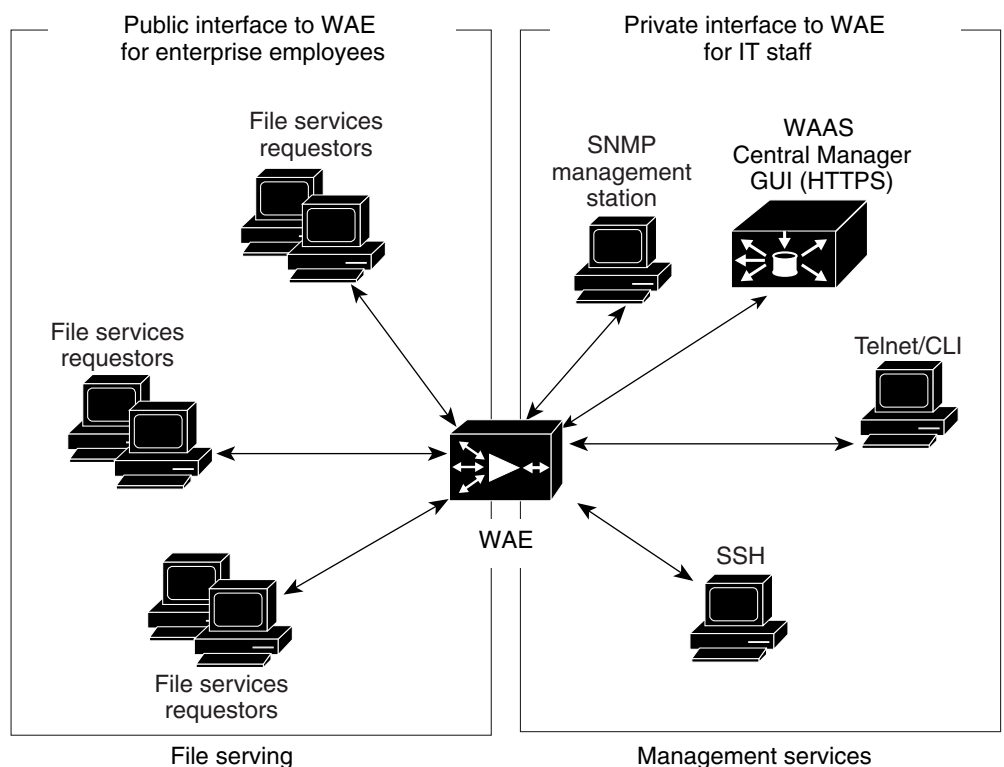 Public interface to WAE
for enterprise employees
Private interface to WAE
for IT staff
File services
requestors
SNMP
management
station
WAAS
Central Manager
GUI (HTTPS)
File services
requestors
Telnet/CLI
WAE
SSH
File services
requestors
File serving
Management services